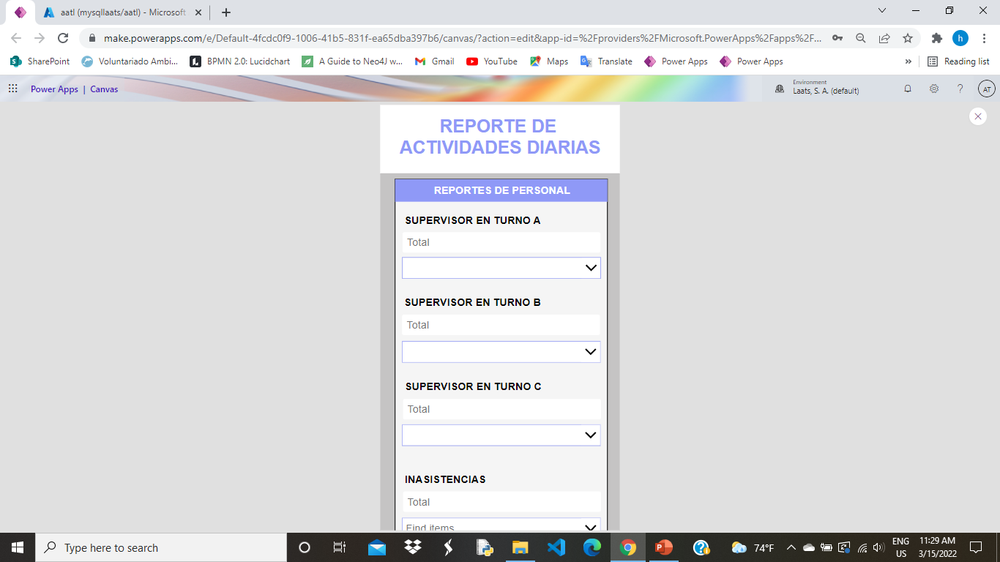 aatl (mysqllaats/aatl) - Microsoft
make.powerapps.com/e/Default-4fcdc0f9-1006-41b5-831f-ea65dba397b6/canvas/?action=edit&app-id=%2Fproviders%2FMicrosoft.PowerApps%2Fapps%2F...
h
SharePoint Voluntariado Ambi... BPMN 2.0: Lucidchart A Guide to Neo4J w... Gmail YouTube Maps Translate Power Apps Power Apps » Reading list
Power Apps | Canvas
Environment
Laats, S. A. (default)
AT
REPORTE DE
ACTIVIDADES DIARIAS
REPORTES DE PERSONAL
SUPERVISOR EN TURNO A
Total
SUPERVISOR EN TURNO B
Total
SUPERVISOR EN TURNO C
Total
INASISTENCIAS
Total
Find items
Type here to search
74°F
ENG
US
11:29 AM
3/15/2022